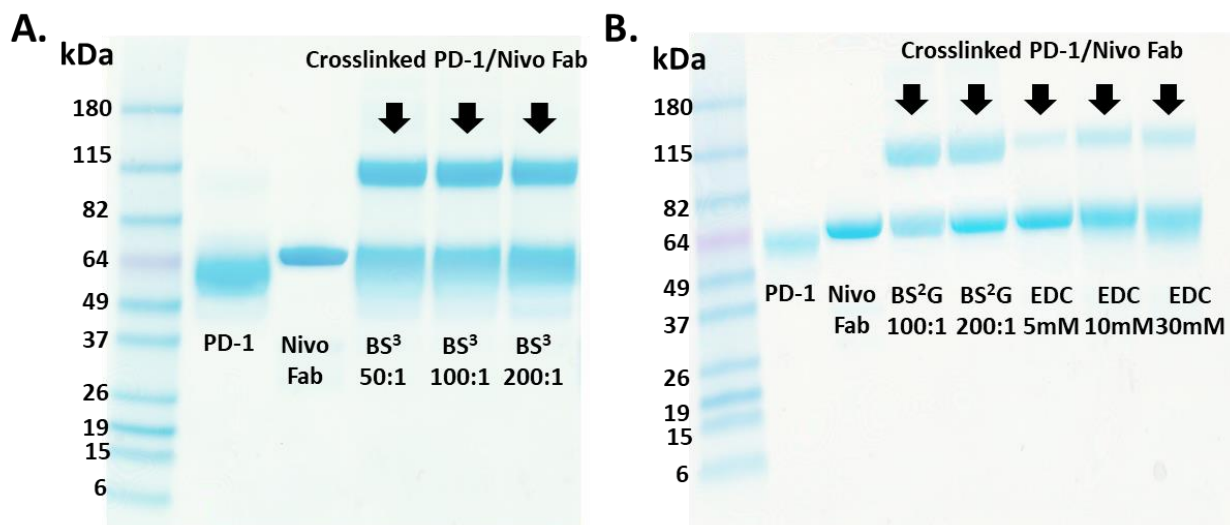 A.
kDa
Crosslinked PD-1/Nivo Fab
180
115
82
64
49
37
26
19
15
6
PD-1
Nivo
Fab
BS³
50:1
BS³
100:1
BS³
200:1
B.
kDa
Crosslinked PD-1/Nivo Fab
180
115
82
64
49
37
26
19
15
6
PD-1
Nivo
Fab
BS²G
100:1
BS²G
200:1
EDC
5mM
EDC
10mM
EDC
30mM